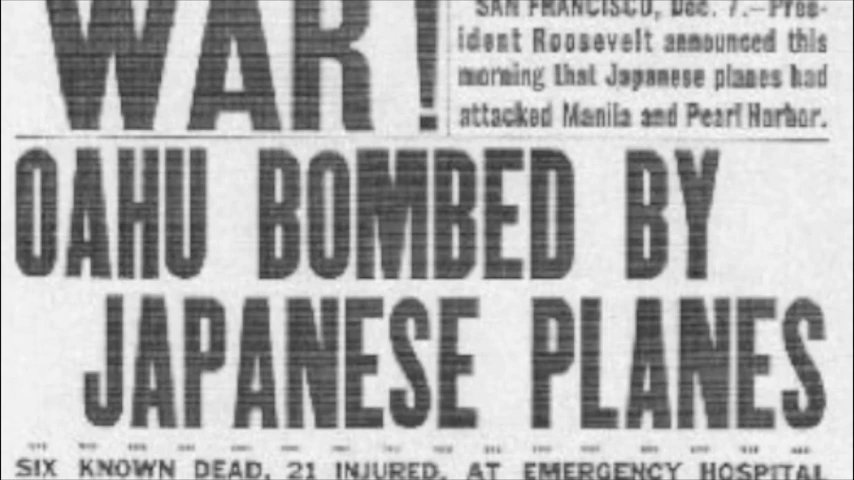 WAR!
SAN FRANCISCO, Dec. 7.—Pres-
ident Roosevelt announced this
morning that Japanese planes had
attacked Manila and Pearl Harbor.
OAHU BOMBED BY
JAPANESE PLANES
SIX KNOWN DEAD, 21 INJURED, AT EMERGENCY HOSPITAL